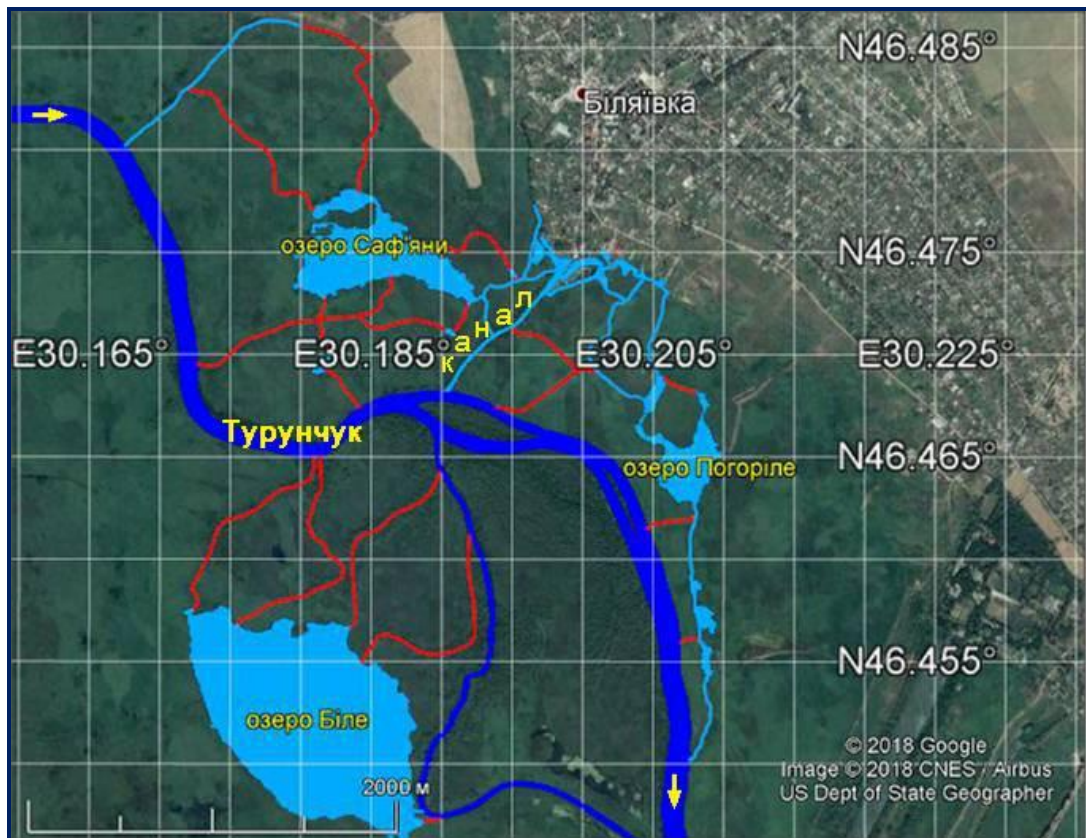 N46.485°
Біляївка
N46.475°
озеро Саф'яни
канал
E30.165°
E30.185°
E30.205°
E30.225°
Турунчук
N46.465°
озеро Погоріле
N46.455°
озеро Біле
2000 м
© 2018 Google
Image © 2018 CNES / Airbus
US Dept of State Geographer